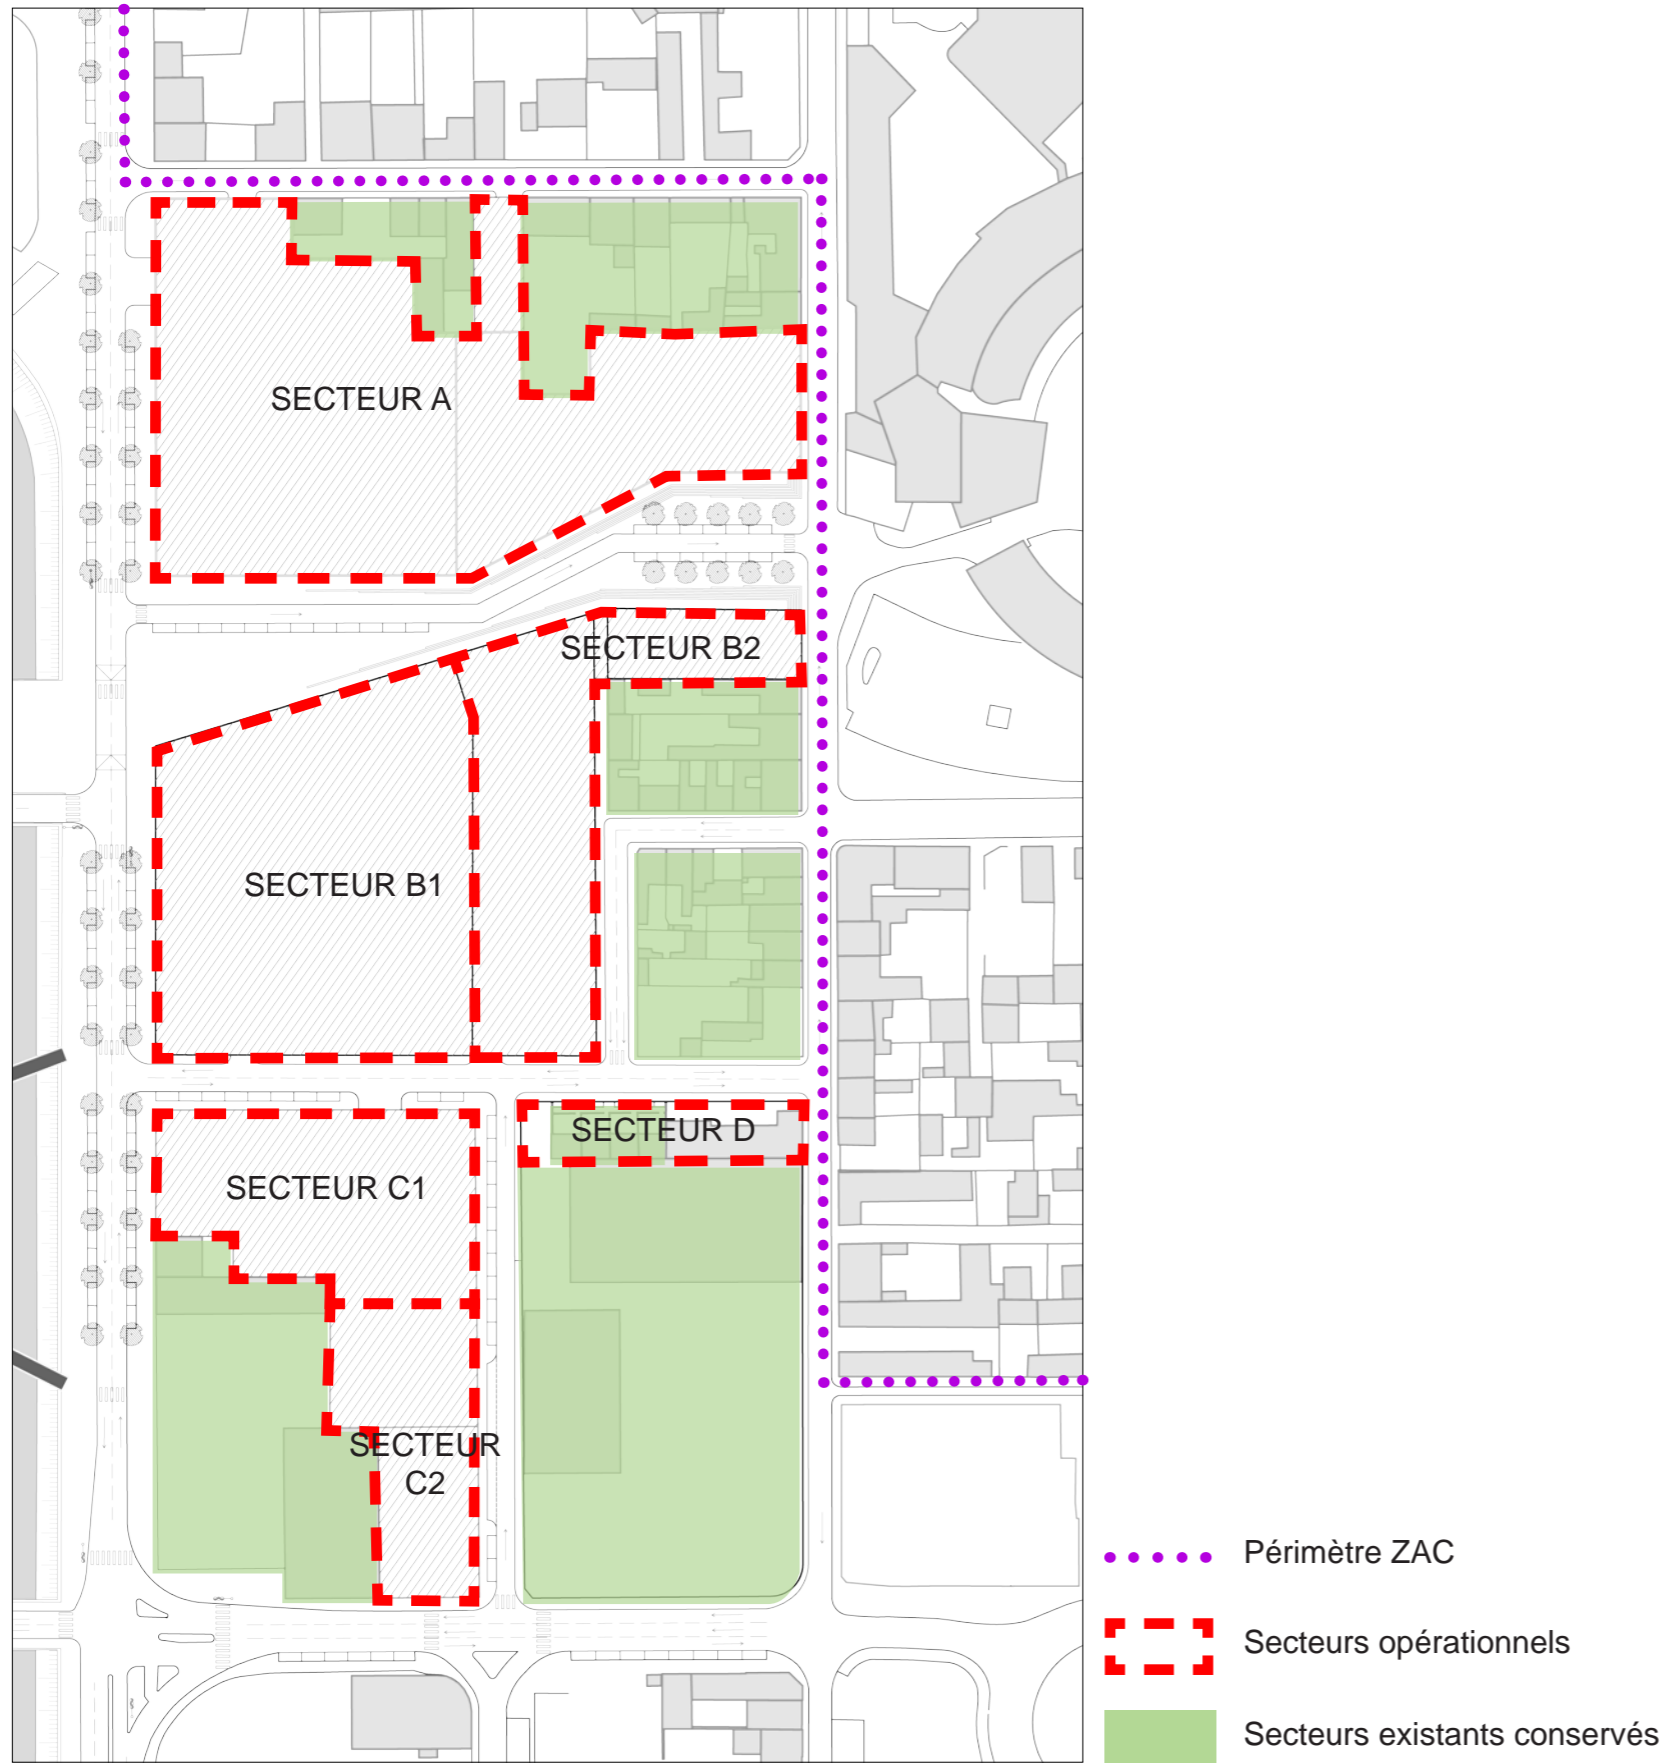 SECTEUR A
SECTEUR B2
SECTEUR B1
SECTEUR D
SECTEUR C1
SECTEUR
C2
Périmètre ZAC
Secteurs opérationnels
Secteurs existants conservés